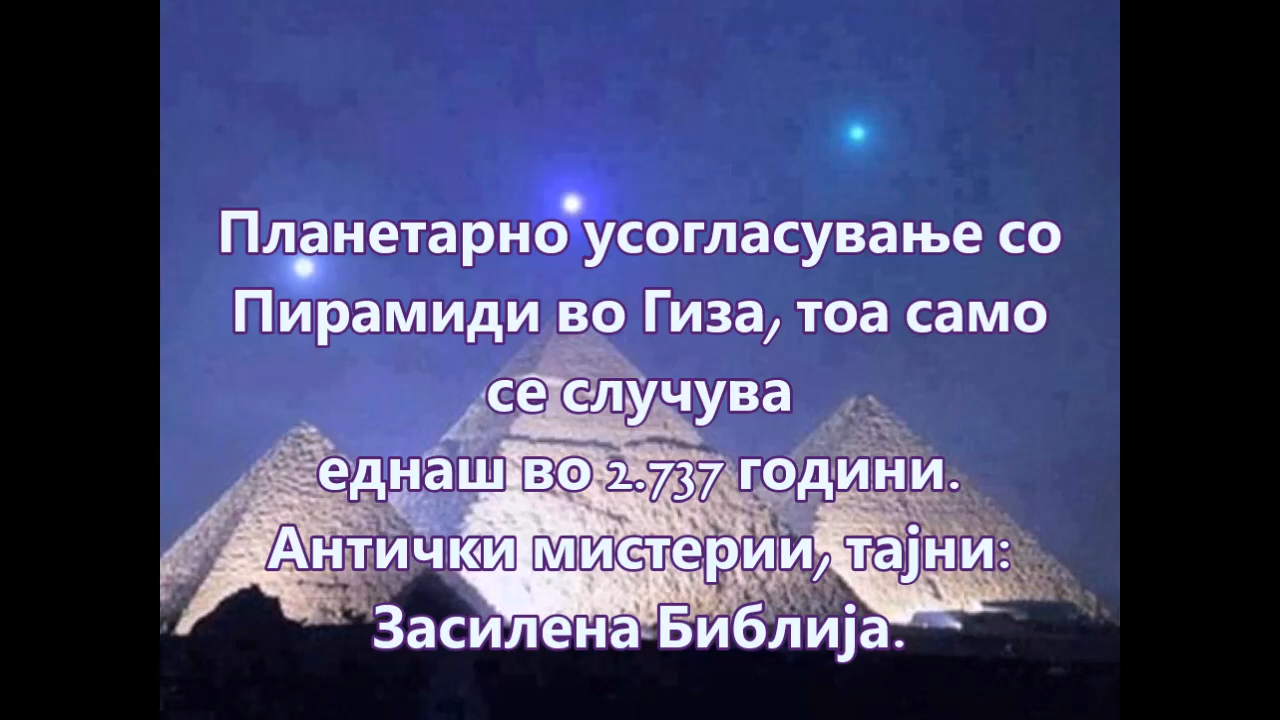 Планетарно усогласување со
Пирамиди во Гиза, тоа само
се случува
еднаш во 2.737 години.
Антички мистерии, тајни:
Засилена Библија.